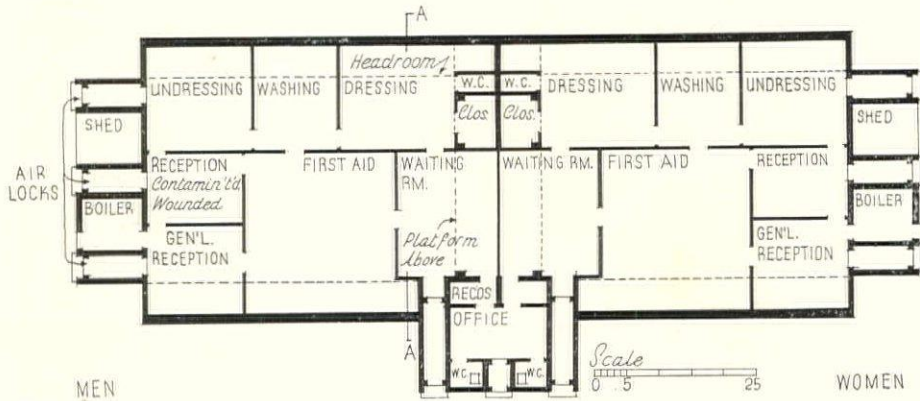 A
Headroom
W.C. W.C.
UNDRESSING WASHING DRESSING DRESSING WASHING UNDRESSING
Clos. Clos.
SHED SHED
RECEPTION
Contamin't'd
Wounded
FIRST AID WAITING
RM.
WAITING RM. FIRST AID RECEPTION
AIR
LOCKS
BOILER BOILER
GEN'L.
RECEPTION
Platform
Above
GEN'L.
RECEPTION
RECDS
OFFICE
A
W.C. W.C.
Scale
0 .5 25
MEN WOMEN